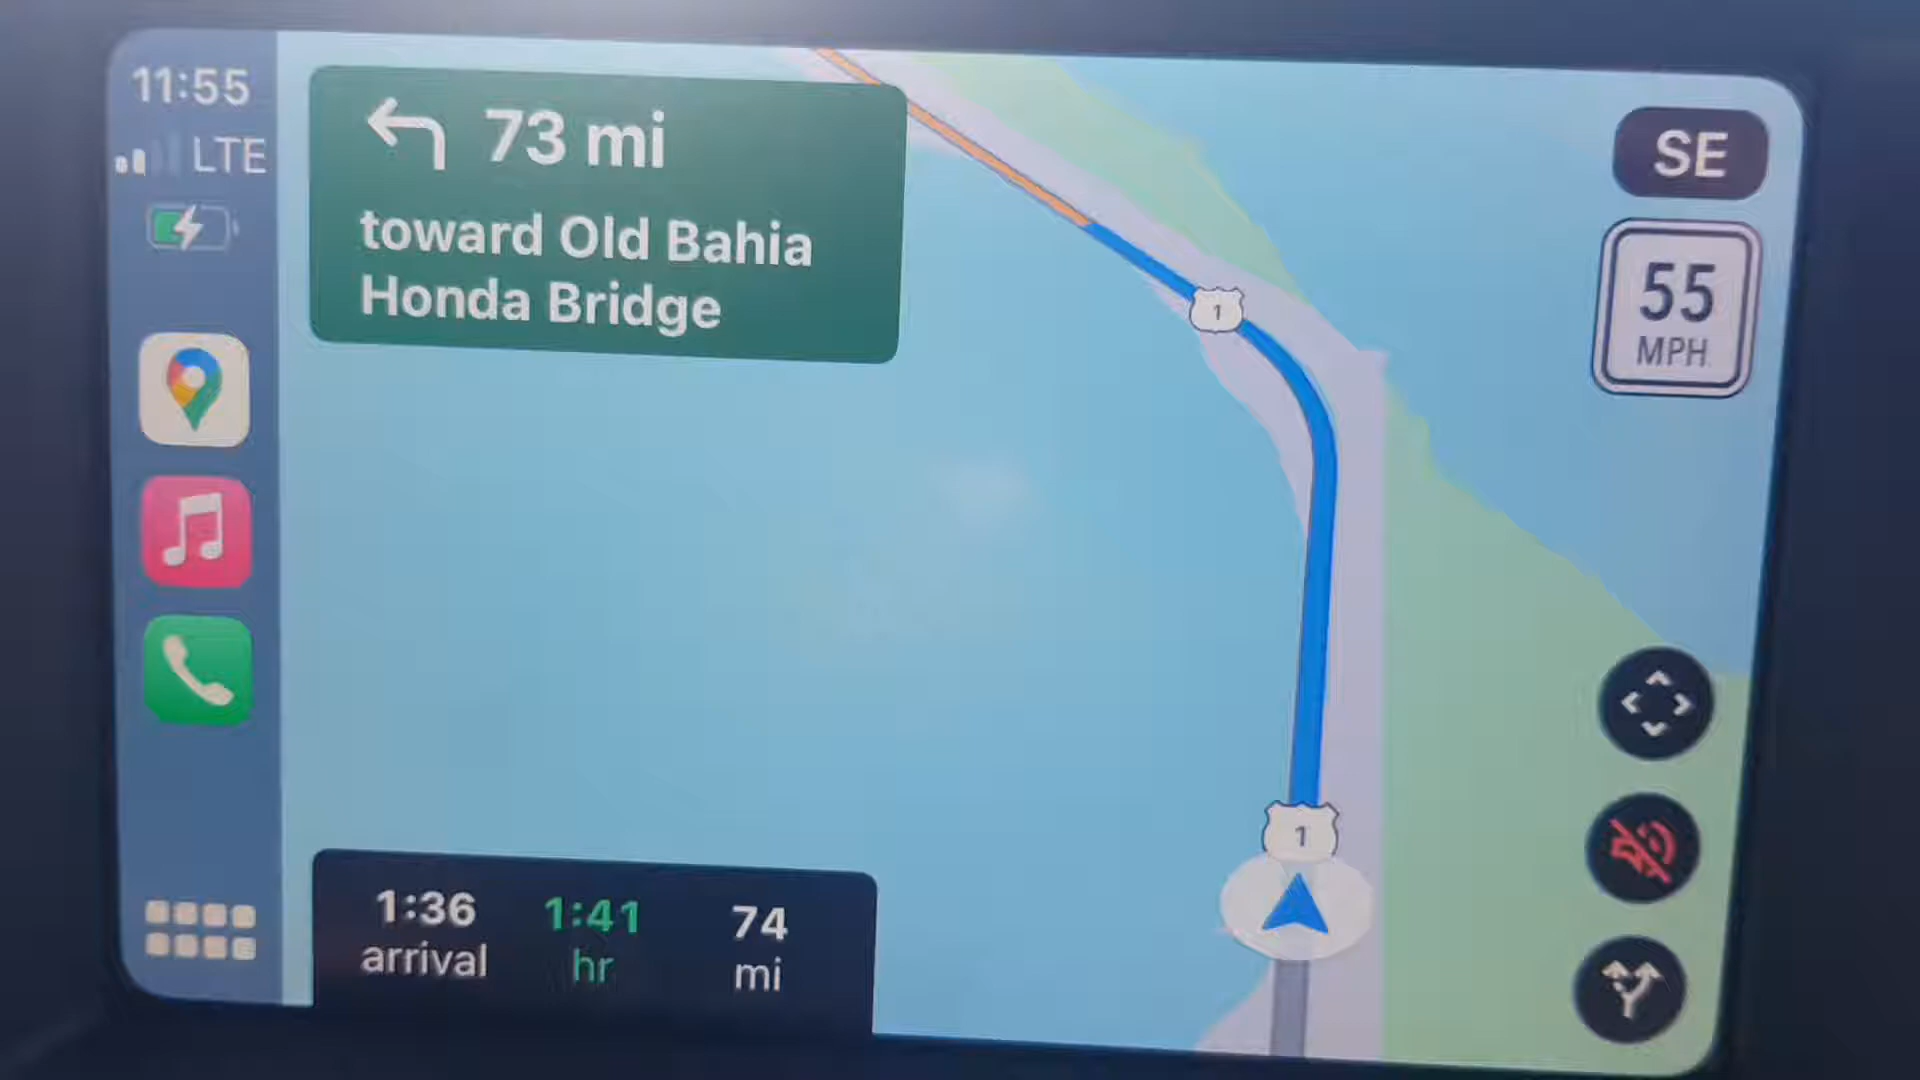 11:55
LTE
73 mi
toward Old Bahia
Honda Bridge
SE
55
MPH
1
1
1:36
arrival
1:41
hr
74
mi